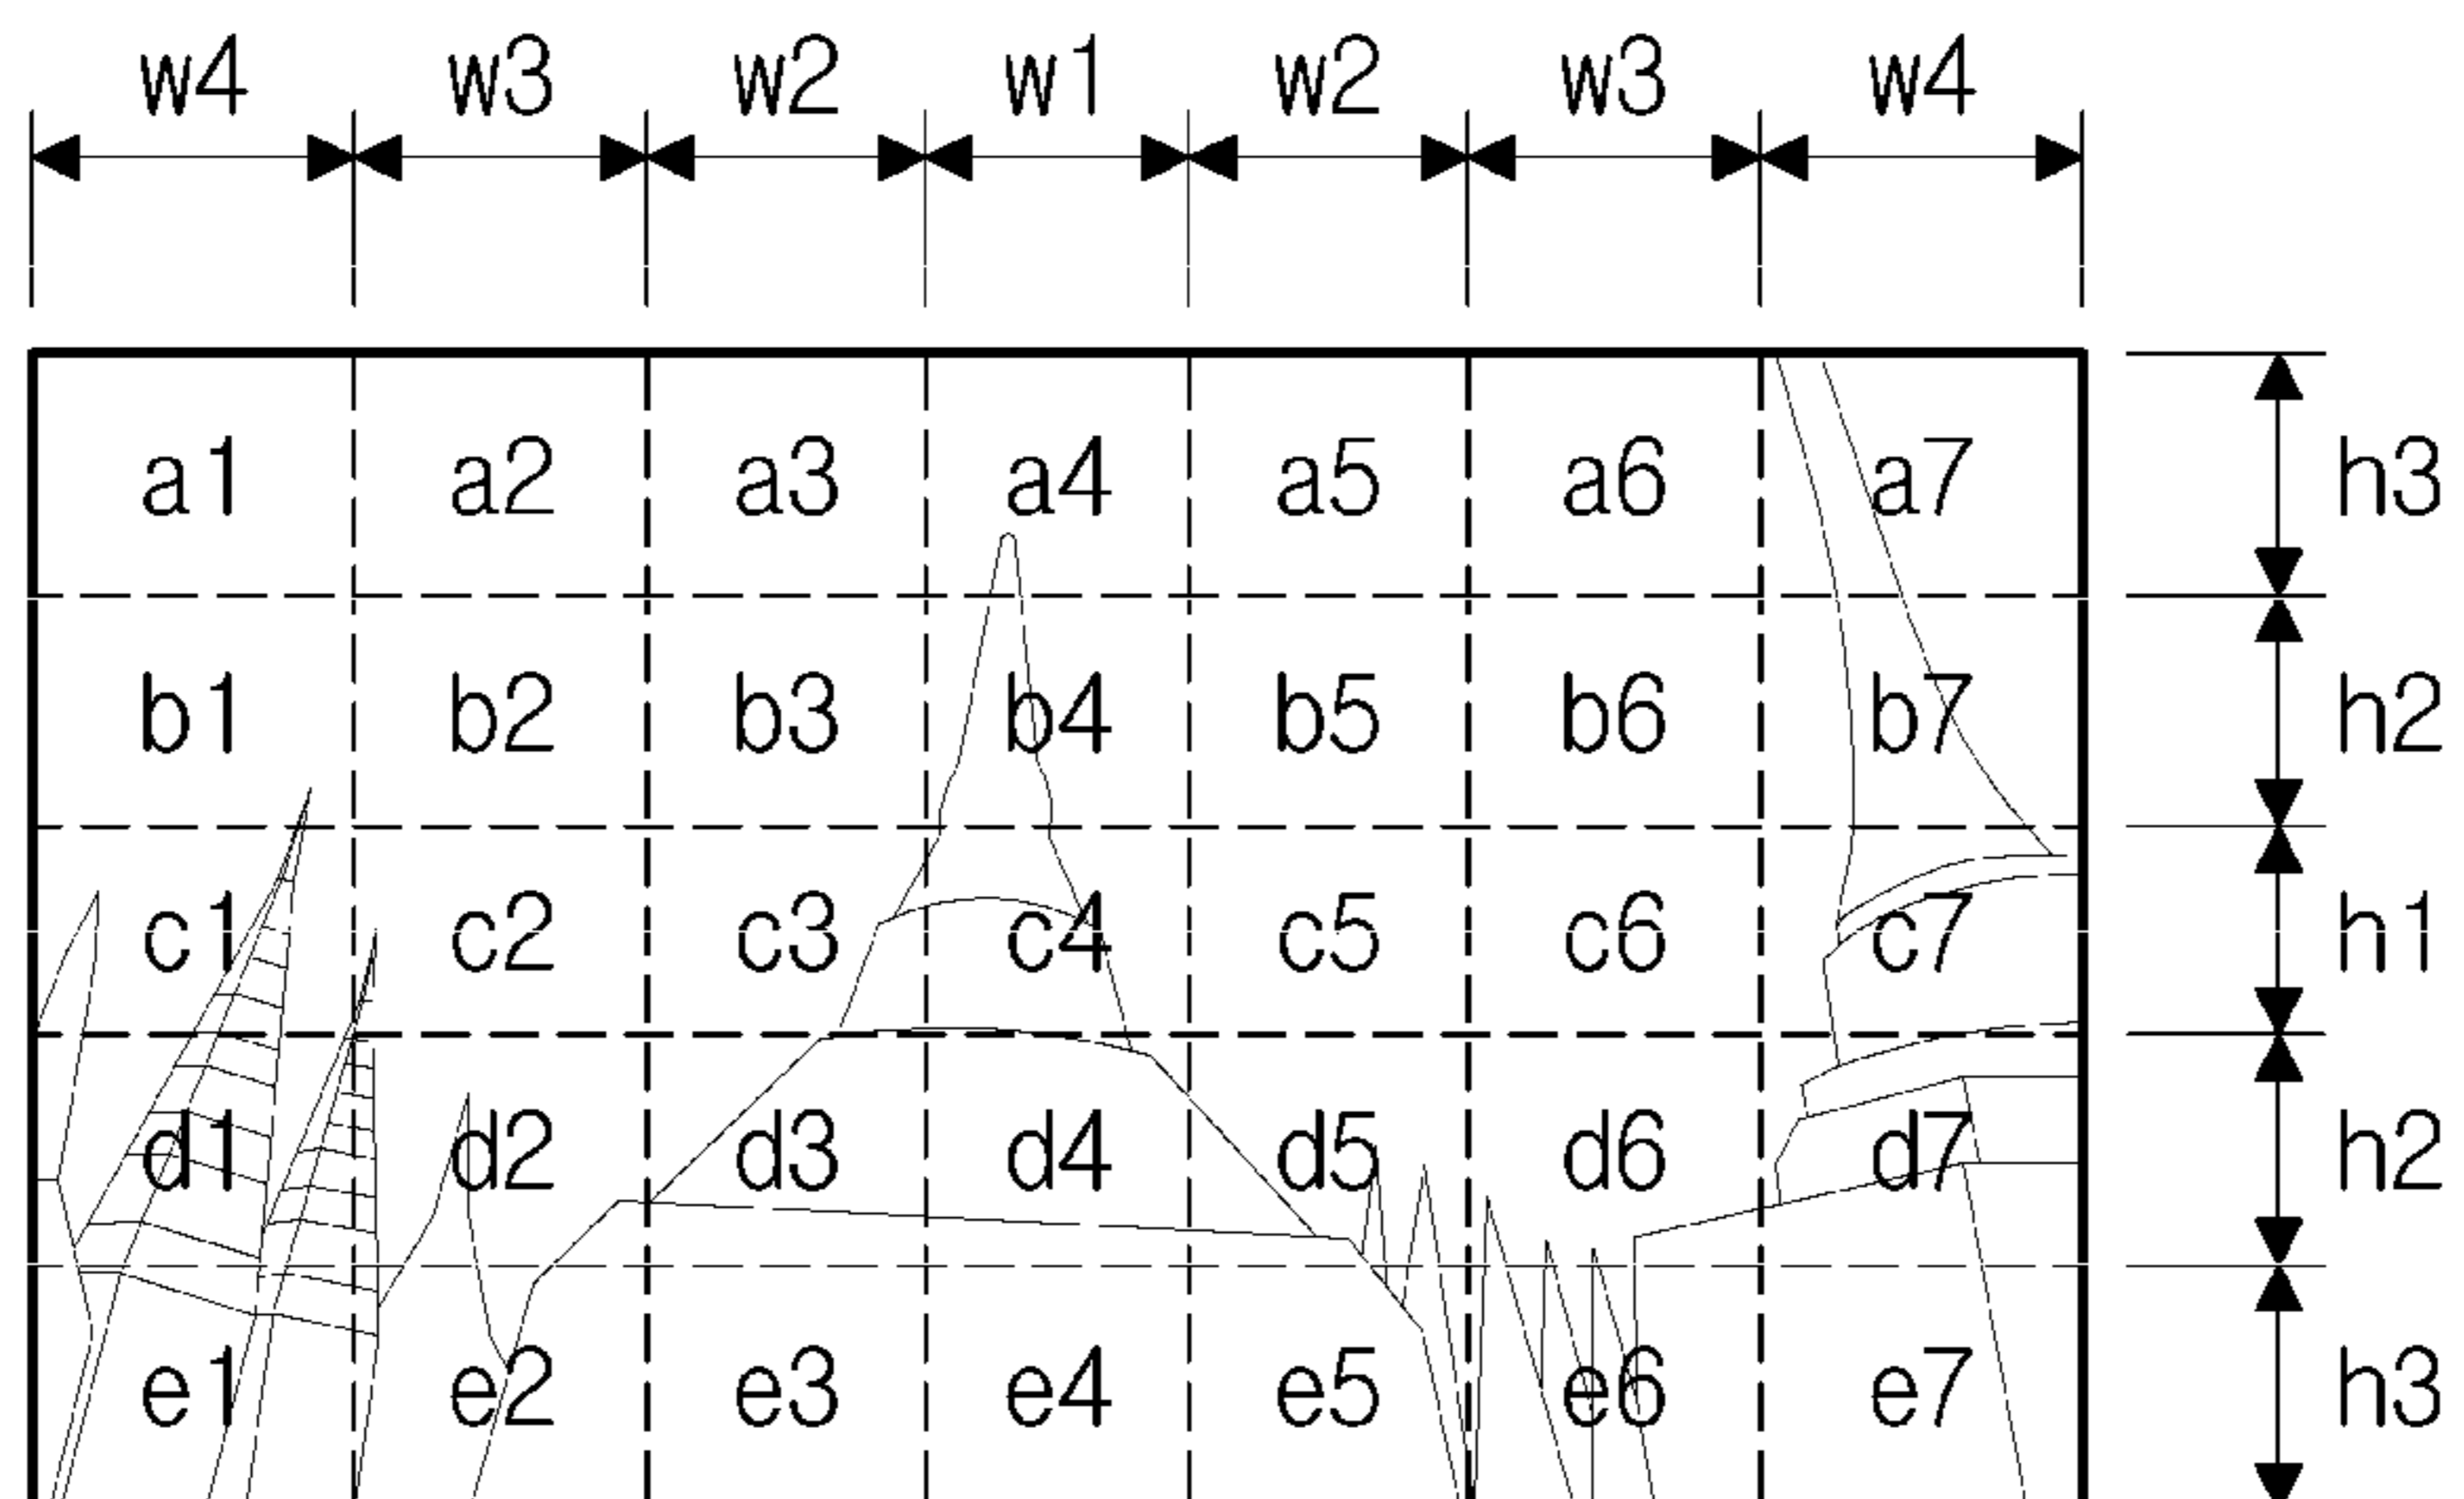 w4 w3 w2 w1 w2 w3 w4
a1 a2 a3 a4 a5 a6 a7 h3
b1 b2 b3 b4 b5 b6 b7 h2
c1 c2 c3 c4 c5 c6 c7 h1
d1 d2 d3 d4 d5 d6 d7 h2
e1 e2 e3 e4 e5 e6 e7 h3